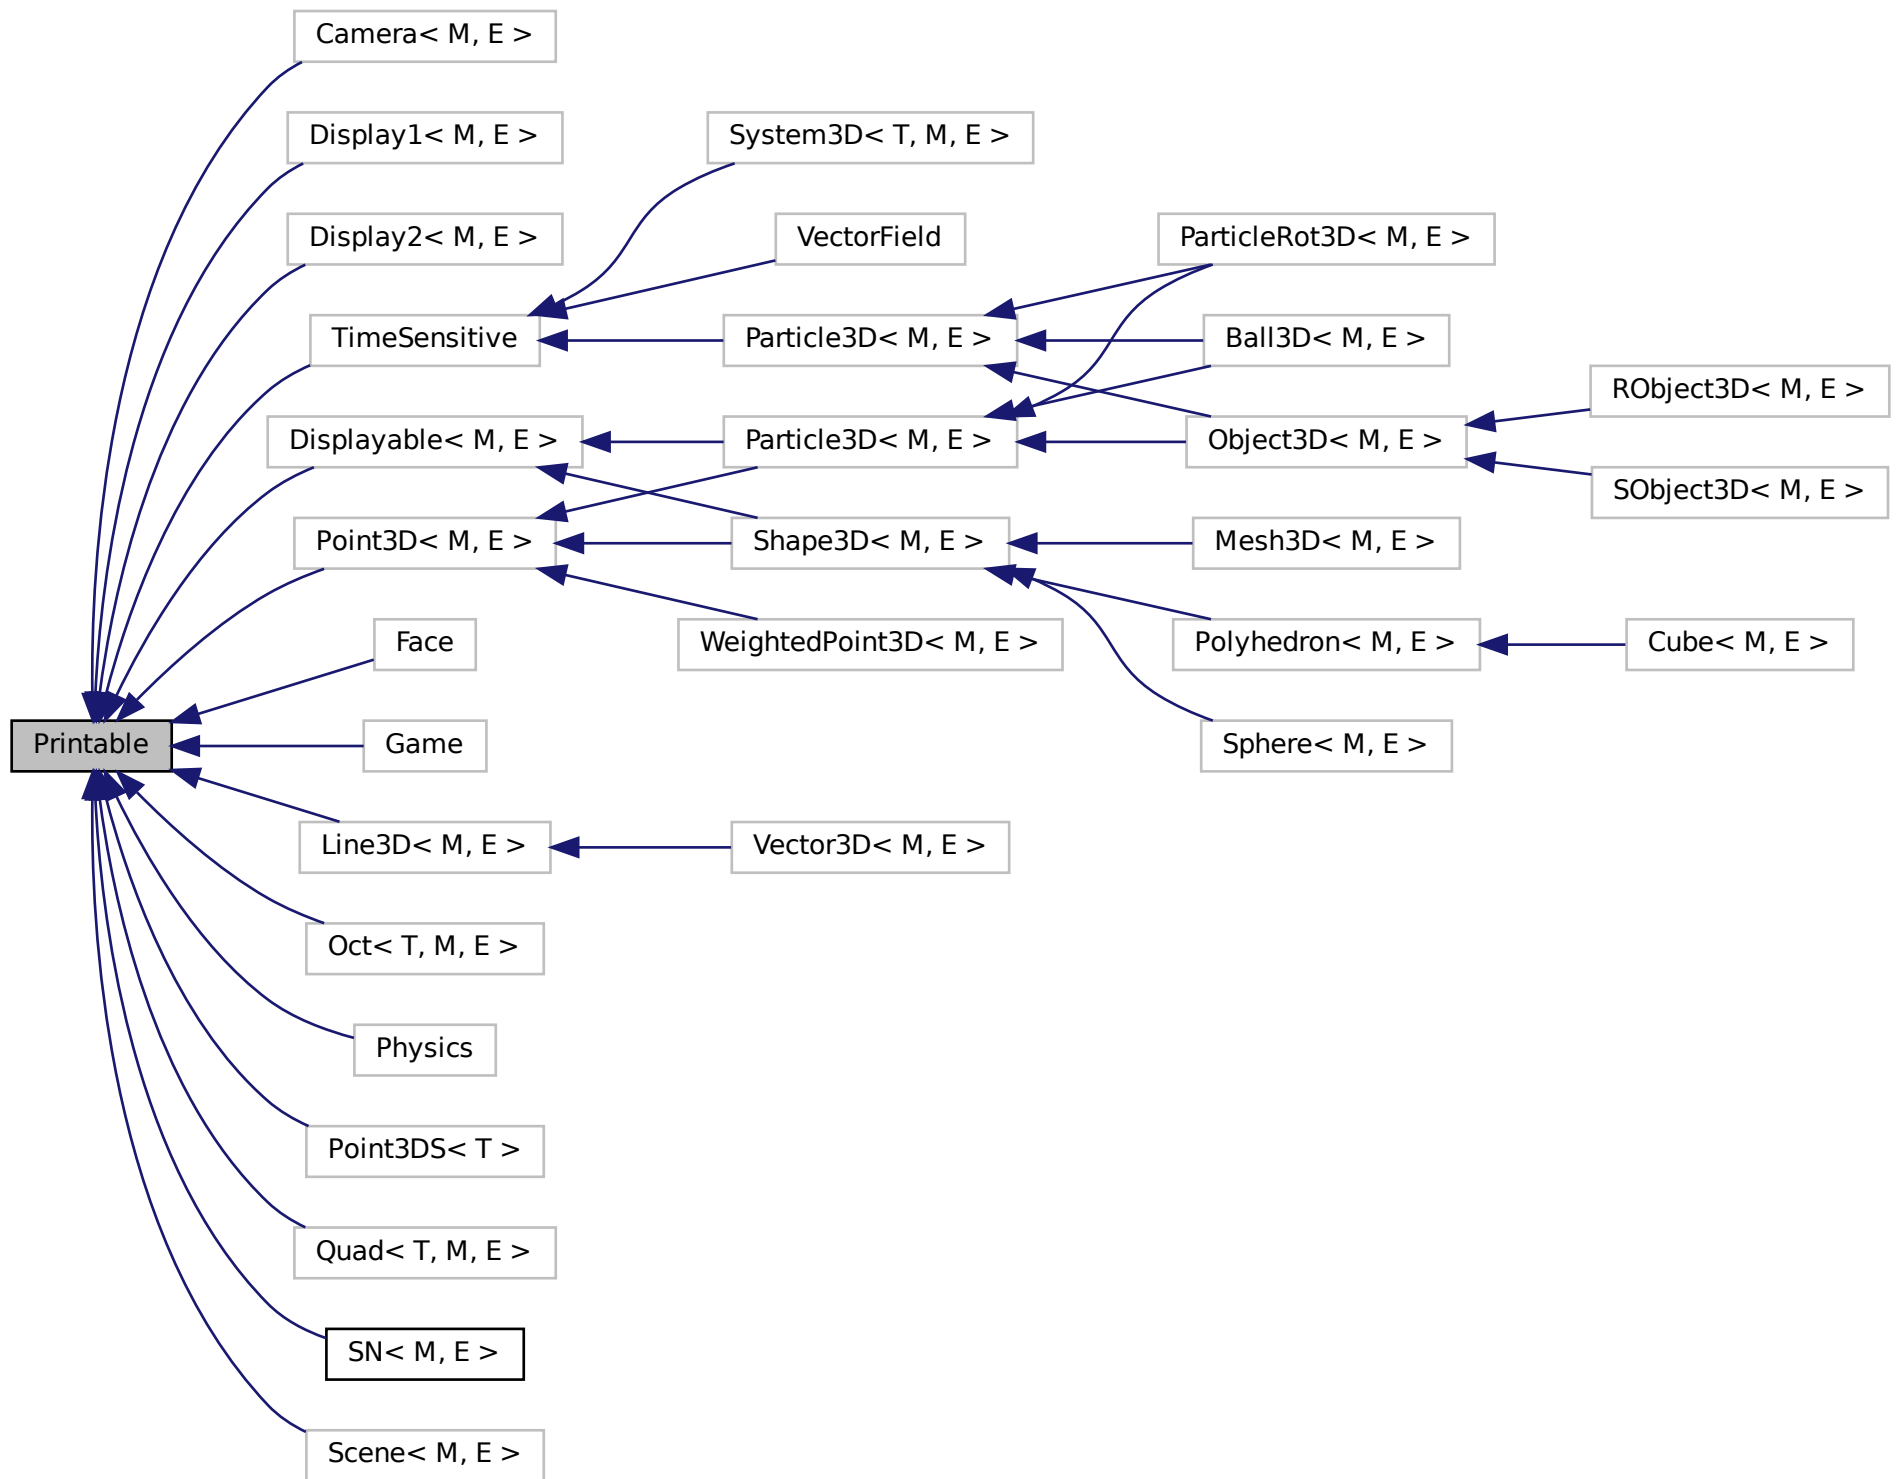 Camera< M, E >
Display1< M, E >
System3D< T, M, E >
Display2< M, E >
VectorField
ParticleRot3D< M, E >
TimeSensitive
Particle3D< M, E >
Ball3D< M, E >
RObject3D< M, E >
Displayable< M, E >
Particle3D< M, E >
Object3D< M, E >
SObject3D< M, E >
Point3D< M, E >
Shape3D< M, E >
Mesh3D< M, E >
Face
WeightedPoint3D< M, E >
Polyhedron< M, E >
Cube< M, E >
Printable
Game
Sphere< M, E >
Line3D< M, E >
Vector3D< M, E >
Oct< T, M, E >
Physics
Point3DS< T >
Quad< T, M, E >
SN< M, E >
Scene< M, E >